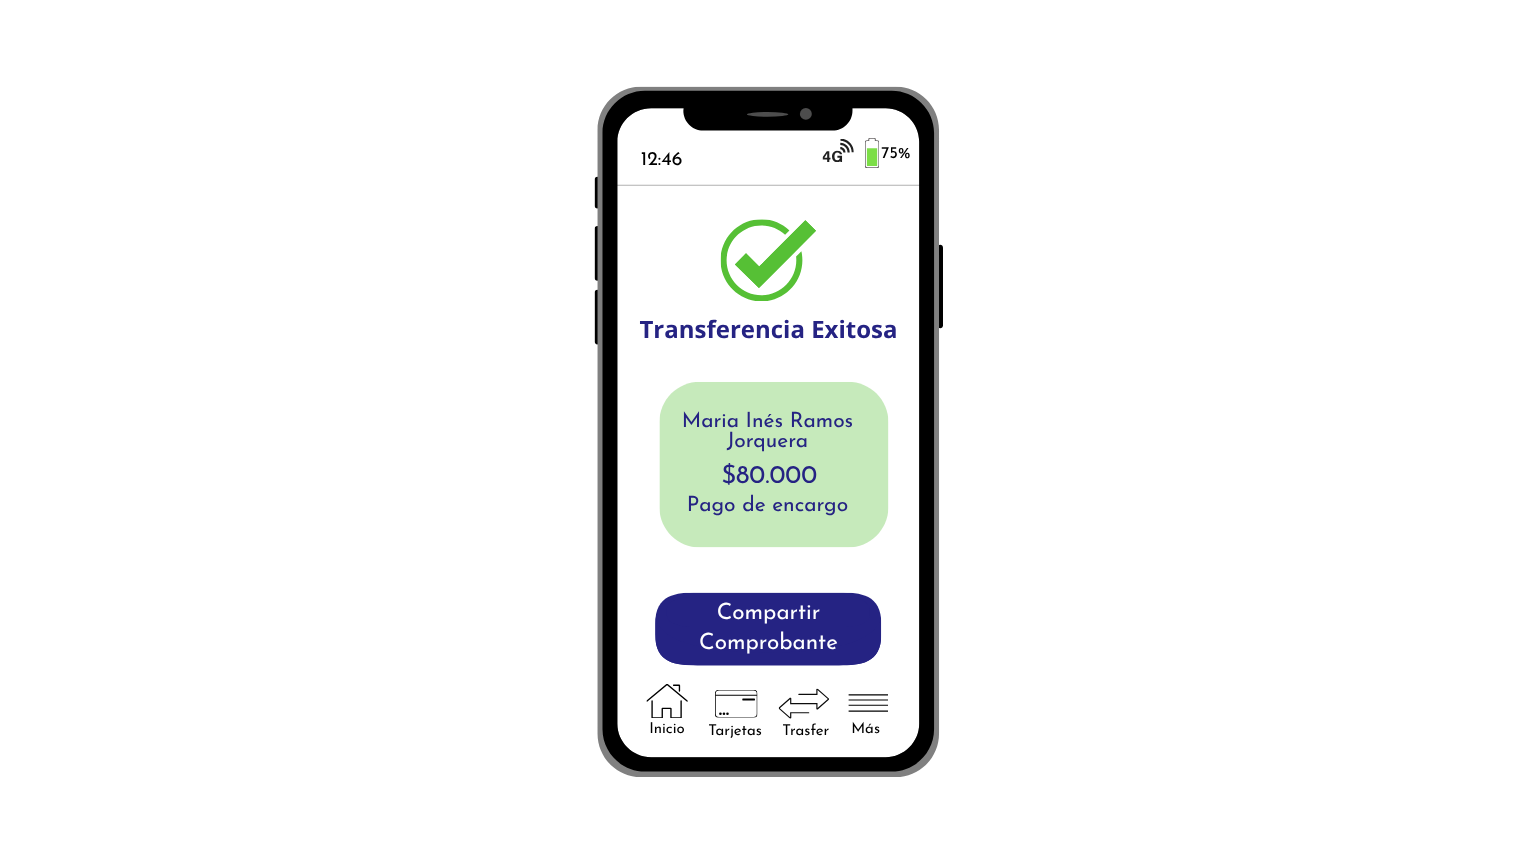 12:46
4G
75%
Transferencia Exitosa
Maria Inés Ramos
Jorquera
$80.000
Pago de encargo
Compartir
Comprobante
Inicio
Tarjetas
Trasfer
Más